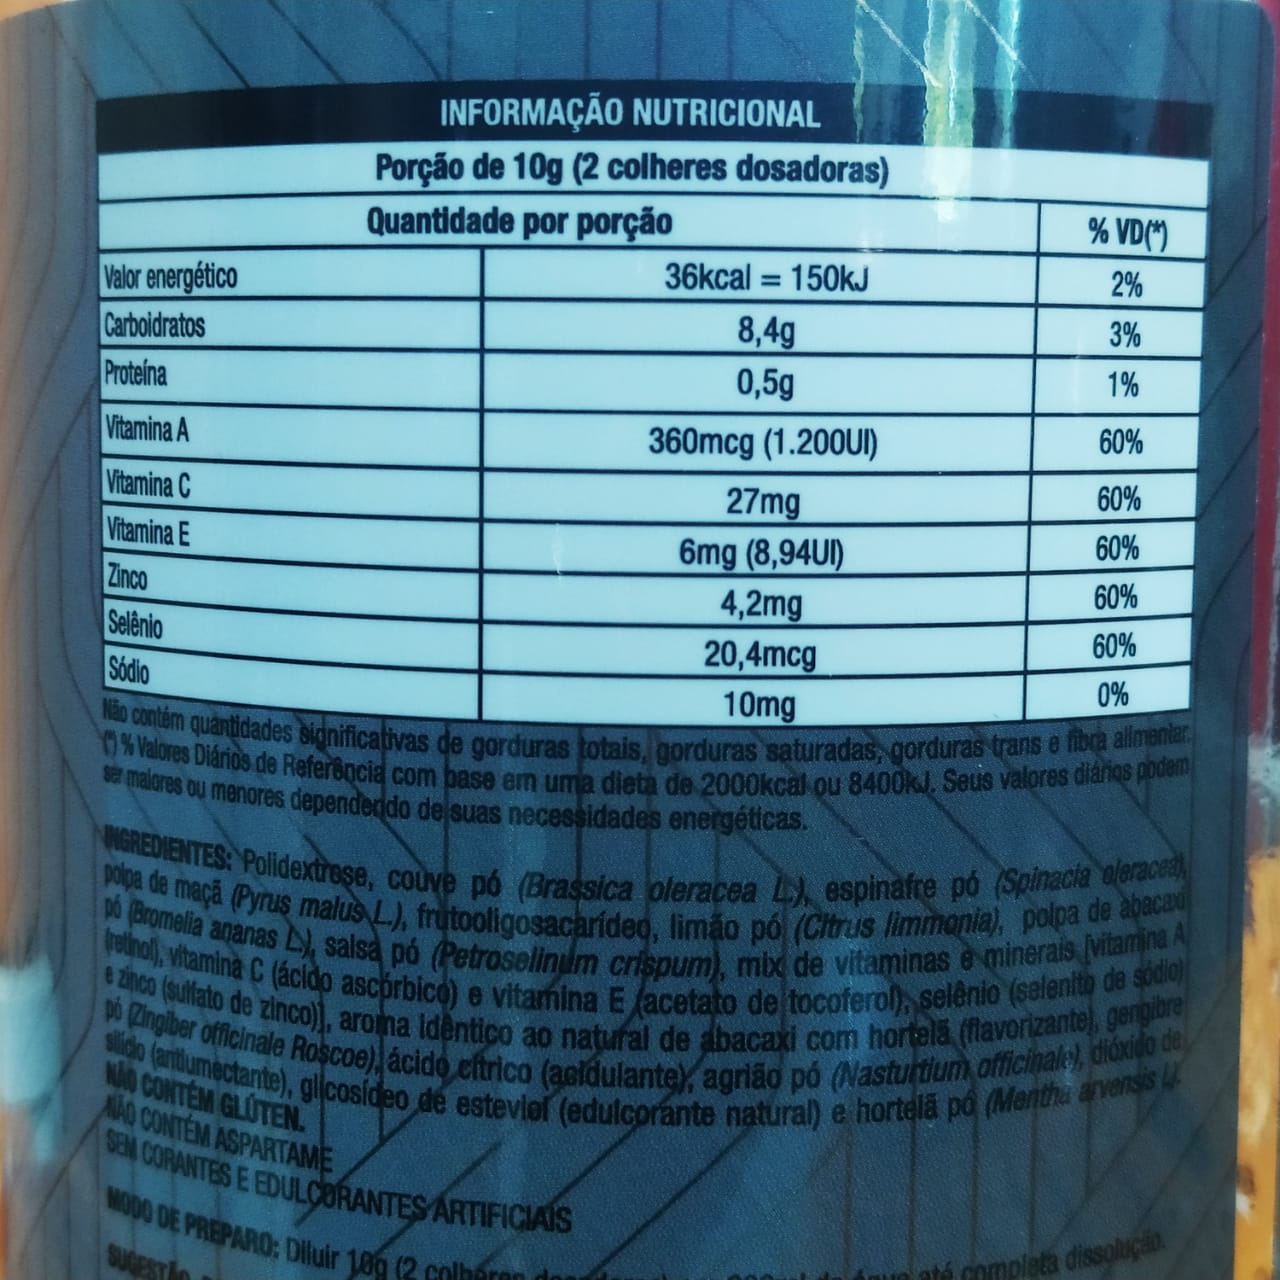 INFORMAÇÃO NUTRICIONAL
Porção de 10g (2 colheres dosadoras)
Quantidade por porção % VD(*)
Valor energético 36kcal = 150kJ 2%
Carboidratos 8,4g 3%
Proteína 0,5g 1%
Vitamina A 360mcg (1.200UI) 60%
Vitamina C 27mg 60%
Vitamina E 6mg (8,94UI) 60%
Zinco 4,2mg 60%
Selênio 20,4mcg 60%
Sódio 10mg 0%
Não contém quantidades significativas de gorduras totais, gorduras saturadas, gorduras trans e fibra alimentar.
(*) % Valores Diários de Referência com base em uma dieta de 2000kcal ou 8400kJ. Seus valores diários podem
ser maiores ou menores dependendo de suas necessidades energéticas.
INGREDIENTES: Polidextrose, couve pó (Brassica oleracea L.), espinafre pó (Spinacia oleracea),
polpa de maçã (Pyrus malus L.), frutooligosacarídeo, limão pó (Citrus limmonia), polpa de abacaxi
pó (Bromelia ananas L.), salsa pó (Petroselinum crispum), mix de vitaminas e minerais [vitamina A
(retinol), vitamina C (ácido ascórbico) e vitamina E (acetato de tocoferol), selênio (selenito de sódio)
e zinco (sulfato de zinco)], aroma idêntico ao natural de abacaxi com hortelã (flavorizante), gengibre
pó (Zingiber officinale Roscoe), ácido cítrico (acidulante), agrião pó (Nasturtium officinale), dióxido de
silício (antiumectante), glicosídeo de esteviol (edulcorante natural) e hortelã pó (Mentha arvensis L).
NÃO CONTÉM GLÚTEN.
NÃO CONTÉM ASPARTAME
SEM CORANTES E EDULCORANTES ARTIFICIAIS
MODO DE PREPARO: Diluir 10g (2 colheres até completa dissolução.